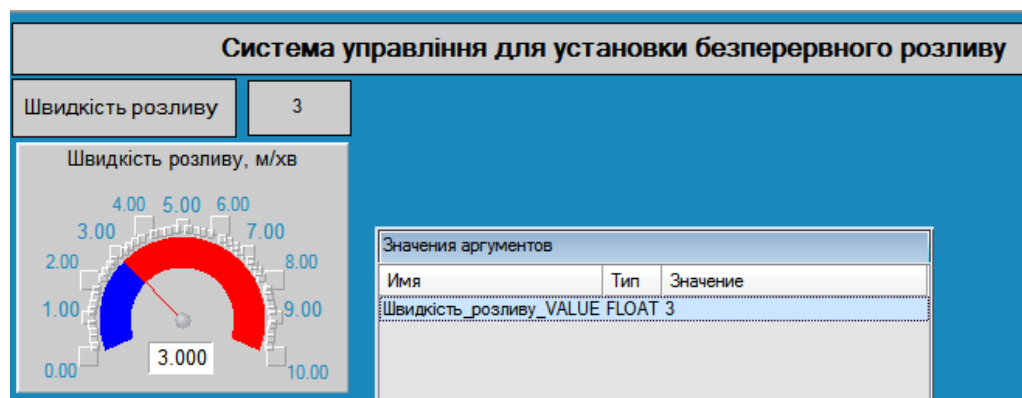 Система управління для установки безперервного розливу
Швидкість розливу
3
Швидкість розливу, м/хв
4.00 5.00 6.00
3.00 7.00
2.00 8.00
1.00 9.00
0.00 10.00
3.000
Значения аргументов
Имя Тип Значение
Швидкість_розливу_VALUE FLOAT 3